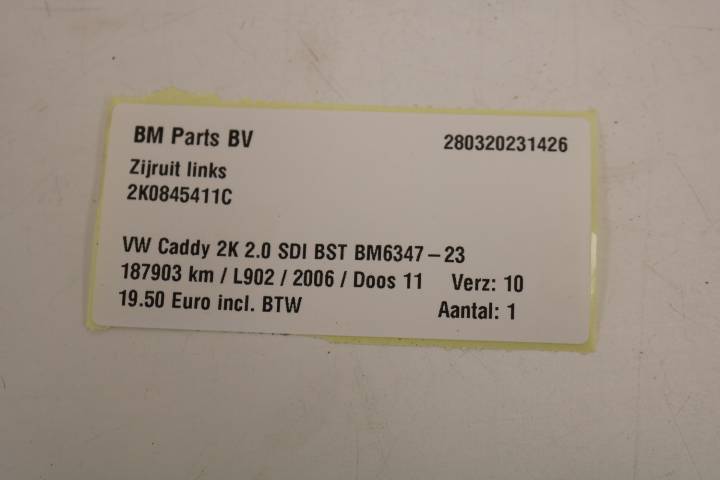 BM Parts BV 280320231426
Zijruit links
2K0845411C
VW Caddy 2K 2.0 SDI BST BM6347-23
187903 km / L902 / 2006 / Doos 11 Verz: 10
19.50 Euro incl. BTW Aantal: 1